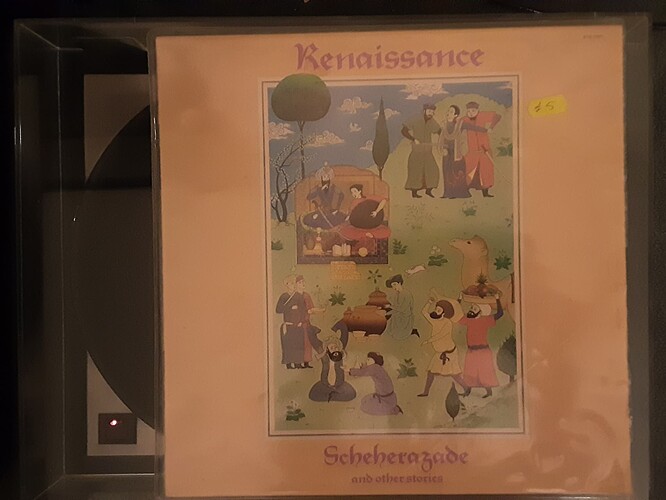 Renaissance
£5
Scheherazade
and other stories